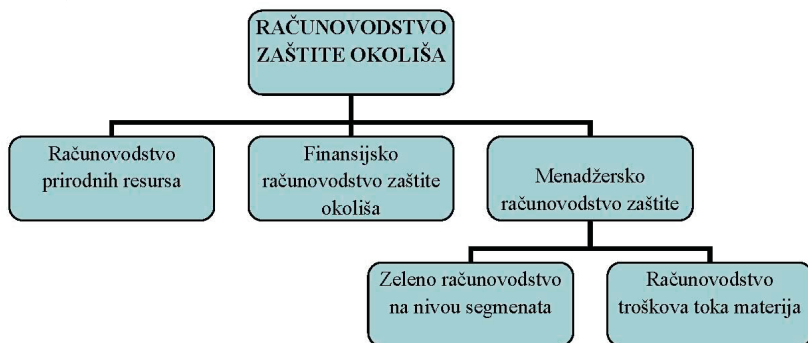 RAČUNOVODSTVO
ZAŠTITE OKOLIŠA
Računovodstvo
prirodnih resursa
Finansijsko
računovodstvo zaštite
okoliša
Menadžersko
računovodstvo zaštite
Zeleno računovodstvo
na nivou segmenata
Računovodstvo
troškova toka materija